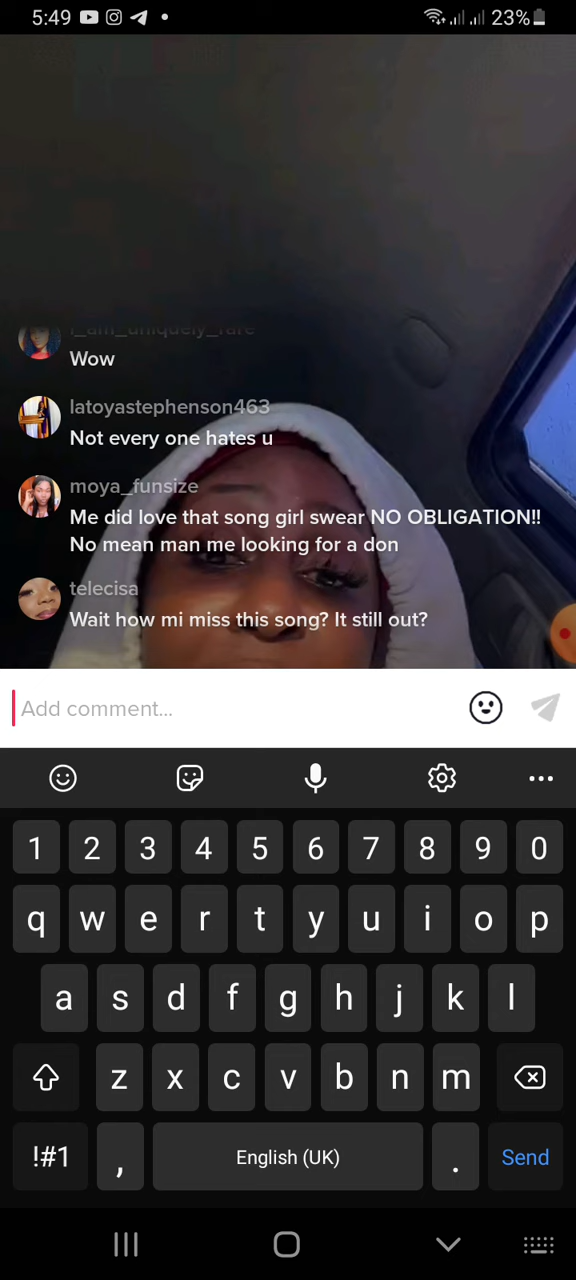 5:49
23%
i_am_uniquely_rare
Wow
latoyastephenson463
Not every one hates u
moya_funsize
Me did love that song girl swear NO OBLIGATION!!
No mean man me looking for a don
telecisa
Wait how mi miss this song? It still out?
Add comment...
1 2 3 4 5 6 7 8 9 0
q w e r t y u i o p
a s d f g h j k l
z x c v b n m
!#1 , English (UK) . Send